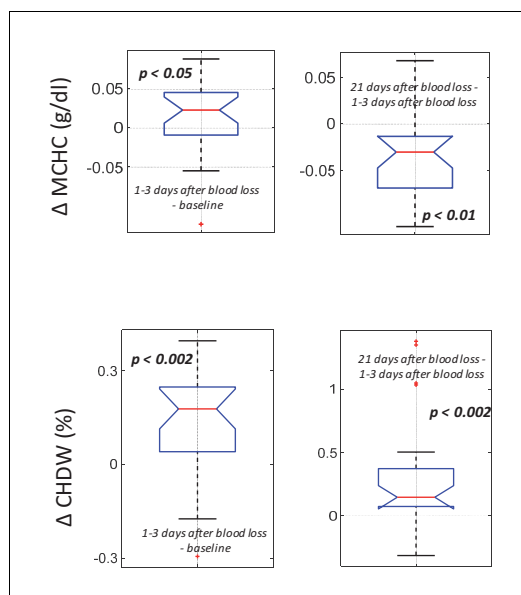 Δ MCHC (g/dl)
0.05
0
-0.05
p < 0.05
1-3 days after blood loss
- baseline
0.05
0
-0.05
21 days after blood loss -
1-3 days after blood loss
p < 0.01
Δ CHDW (%)
0.3
0
-0.3
p < 0.002
1-3 days after blood loss
- baseline
1
0.5
0
21 days after blood loss -
1-3 days after blood loss
p < 0.002